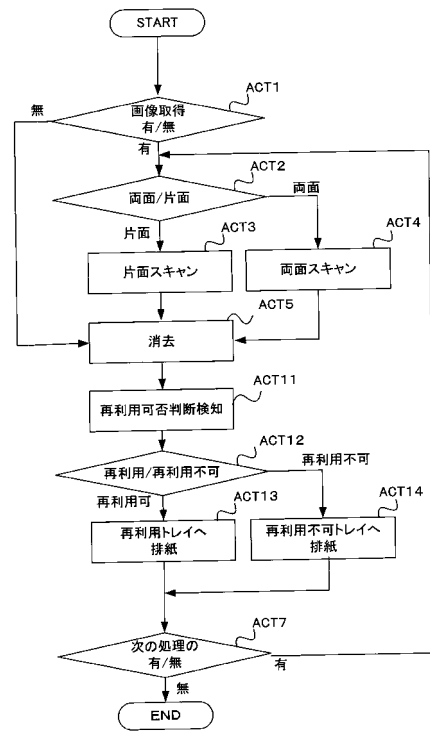 START
ACT1
画像取得
有/無
無
有
ACT2
両面/片面
両面
片面
ACT3
片面スキャン
ACT4
両面スキャン
ACT5
消去
ACT11
再利用可否判断検知
ACT12
再利用/再利用不可
再利用不可
再利用可
ACT13
再利用トレイへ
排紙
ACT14
再利用不可トレイへ
排紙
ACT7
次の処理の
有/無
有
無
END